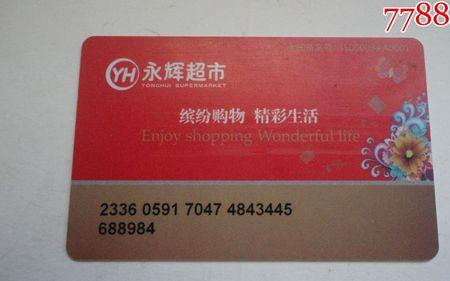 7788
YH 永辉超市
YONGHUI SUPERMARKET
缤纷购物 精彩生活
Enjoy shopping Wonderful life
2336 0591 7047 4843445
688984